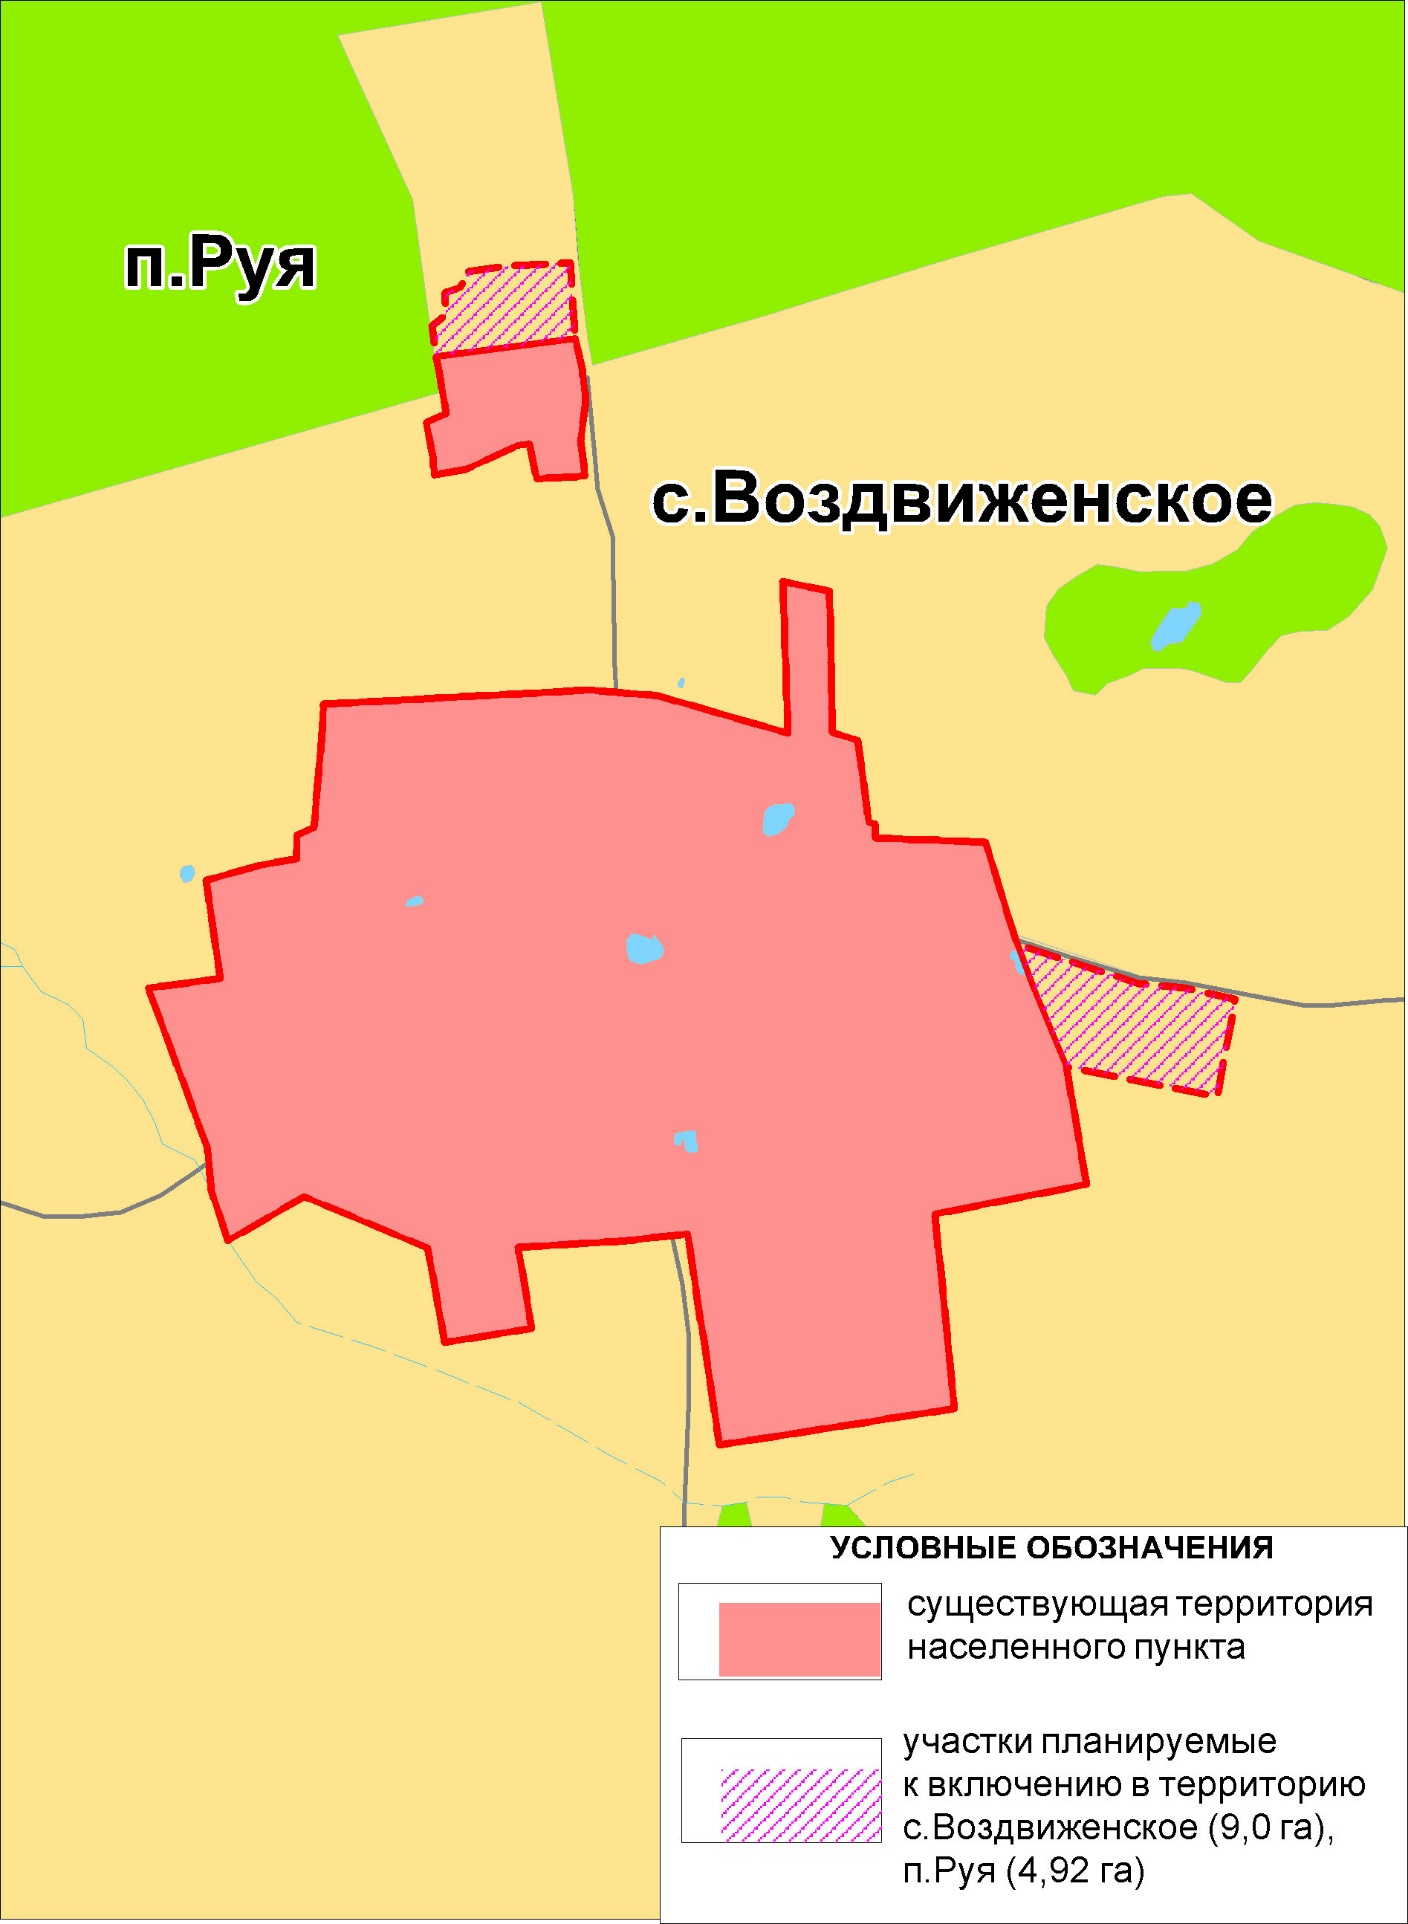 п.Руя
с.Воздвиженское
УСЛОВНЫЕ ОБОЗНАЧЕНИЯ
существующая территория
населенного пункта
участки планируемые
к включению в территорию
с.Воздвиженское (9,0 га),
п.Руя (4,92 га)